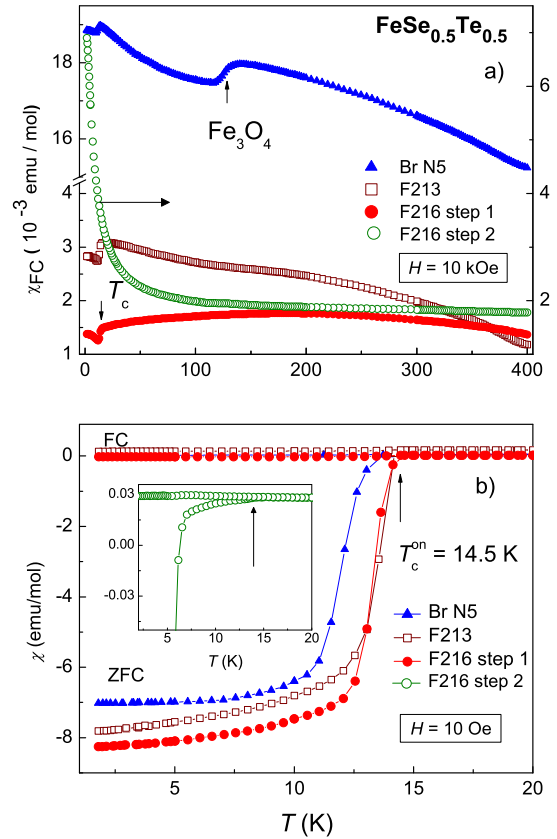 FeSe0.5Te0.5
a)
18
16
4
3
2
1
6
4
2
χFC ( 10⁻³ emu / mol)
Fe3O4
Br N5
F213
F216 step 1
F216 step 2
H = 10 kOe
Tc
0 100 200 300 400
FC
b)
0
-2
-4
-6
-8
χ (emu/mol)
0.03
0.00
-0.03
5 10 15 20
T (K)
Tc on = 14.5 K
Br N5
F213
F216 step 1
F216 step 2
ZFC
H = 10 Oe
5 10 15 20
T (K)